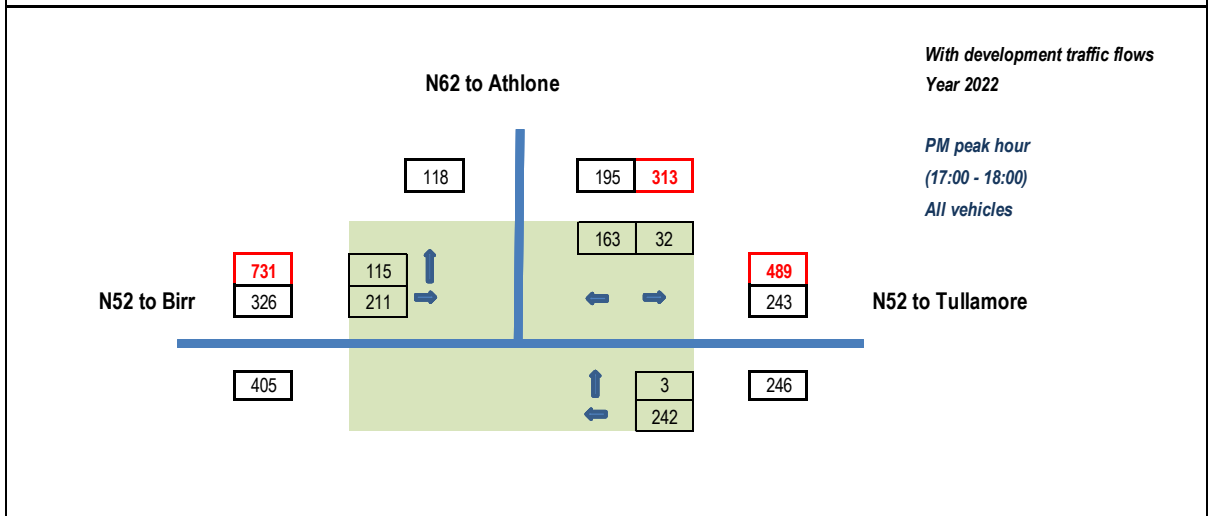 With development traffic flows
Year 2022
N62 to Athlone
PM peak hour
(17:00 - 18:00)
All vehicles
118
195 313
163 32
731
115
489
N52 to Birr
326
211
243
N52 to Tullamore
405
3
246
242